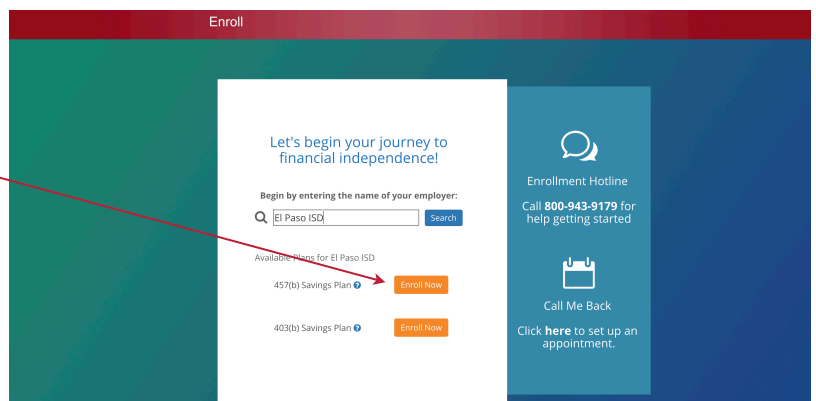 Enroll
Let's begin your journey to
financial independence!
Begin by entering the name of your employer:
El Paso ISD
Search
Available Plans for El Paso ISD
457(b) Savings Plan ?
Enroll Now
403(b) Savings Plan ?
Enroll Now
Enrollment Hotline
Call 800-943-9179 for
help getting started
Call Me Back
Click here to set up an
appointment.